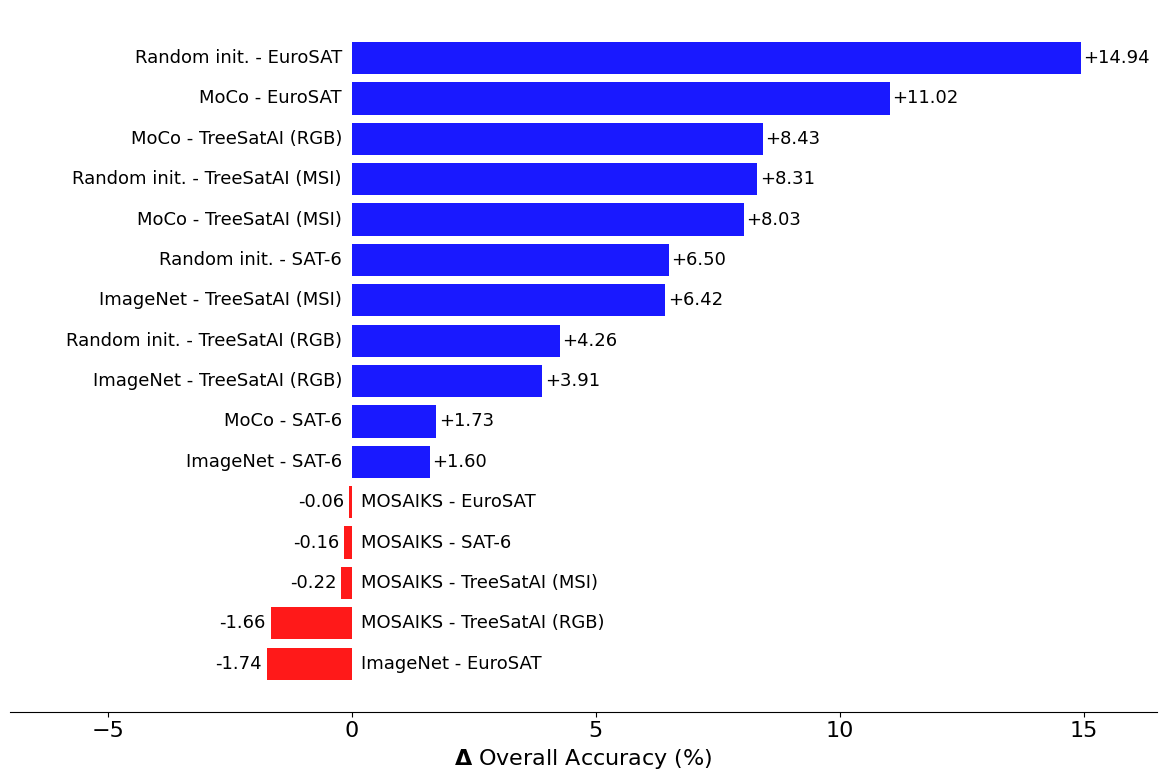 Random init. - EuroSAT +14.94
MoCo - EuroSAT +11.02
MoCo - TreeSatAI (RGB) +8.43
Random init. - TreeSatAI (MSI) +8.31
MoCo - TreeSatAI (MSI) +8.03
Random init. - SAT-6 +6.50
ImageNet - TreeSatAI (MSI) +6.42
Random init. - TreeSatAI (RGB) +4.26
ImageNet - TreeSatAI (RGB) +3.91
MoCo - SAT-6 +1.73
ImageNet - SAT-6 +1.60
-0.06 MOSAIKS - EuroSAT
-0.16 MOSAIKS - SAT-6
-0.22 MOSAIKS - TreeSatAI (MSI)
-1.66 MOSAIKS - TreeSatAI (RGB)
-1.74 ImageNet - EuroSAT
−5 0 5 10 15
Δ Overall Accuracy (%)